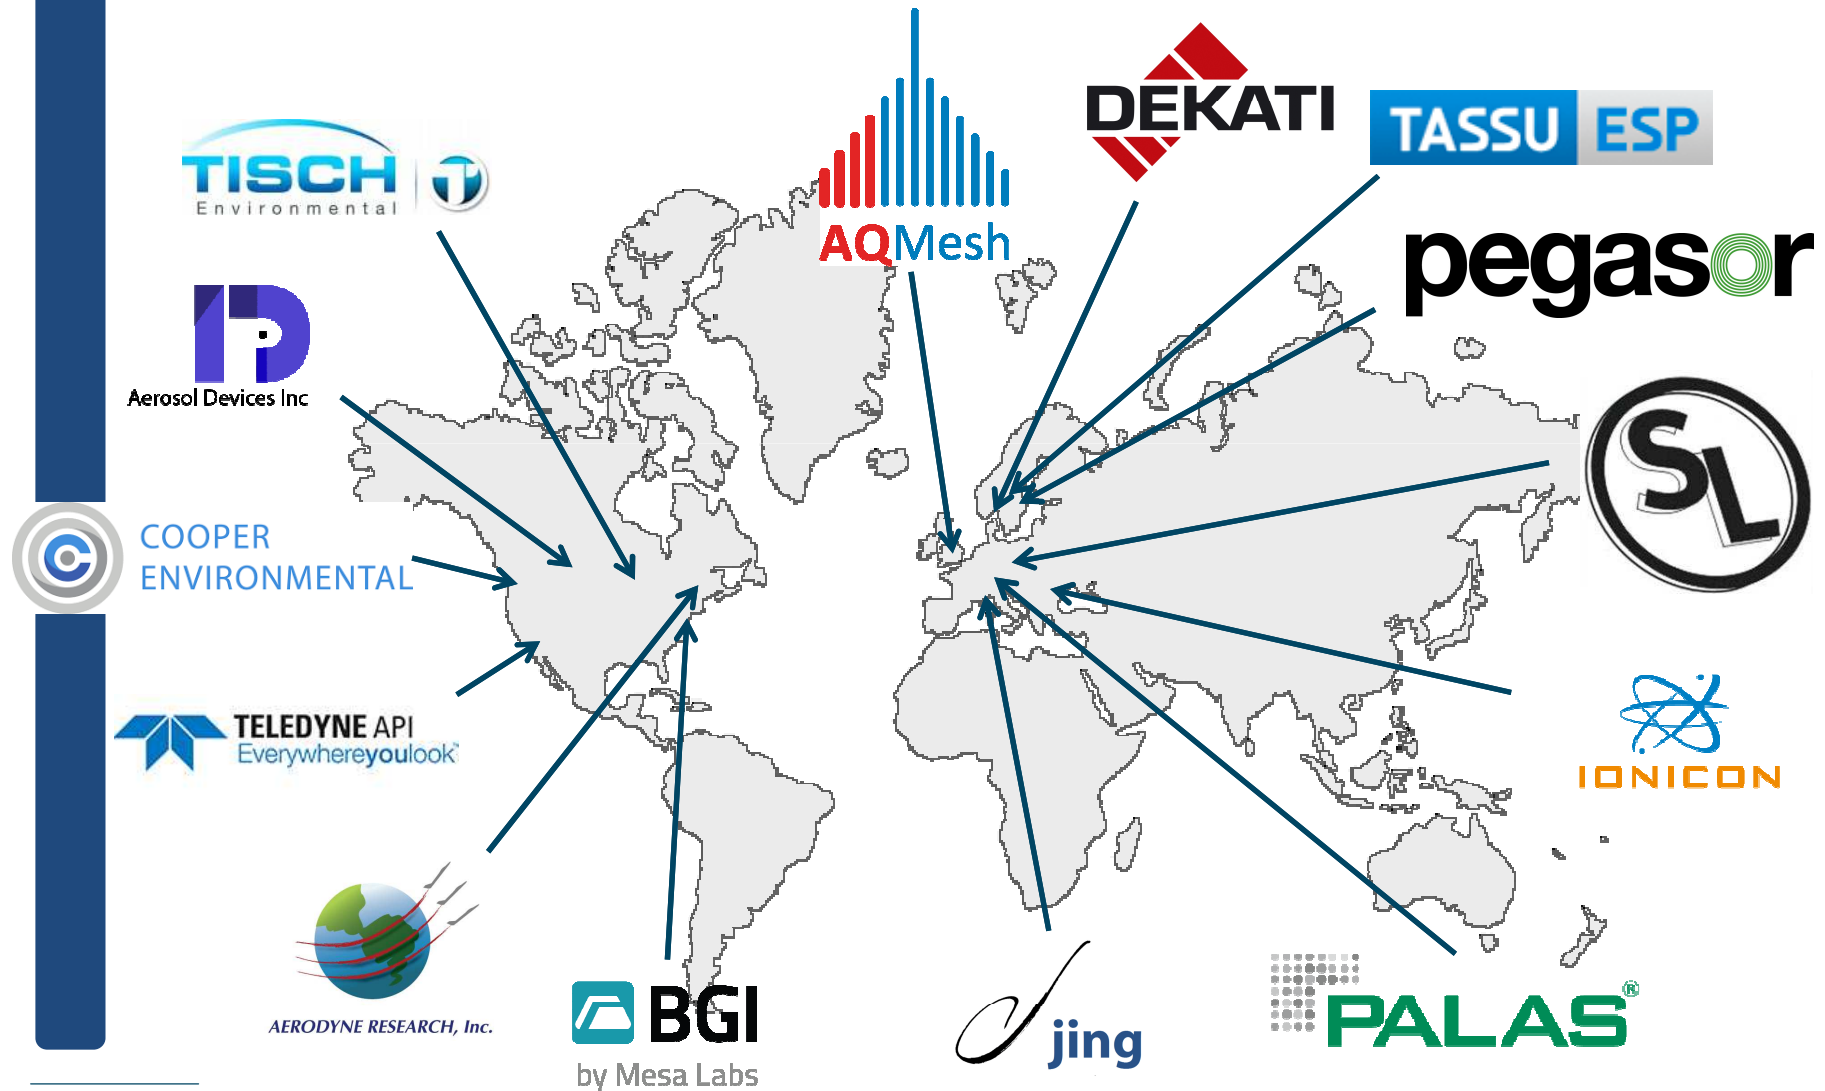 TISCH
Environmental
AQMesh
DEKATI
TASSU ESP
pegasor
Aerosol Devices Inc
SL
C COOPER
ENVIRONMENTAL
TELEDYNE API
Everywhereyoulook™
IONICON
AERODYNE RESEARCH, Inc.
BGI
by Mesa Labs
jing
PALAS®